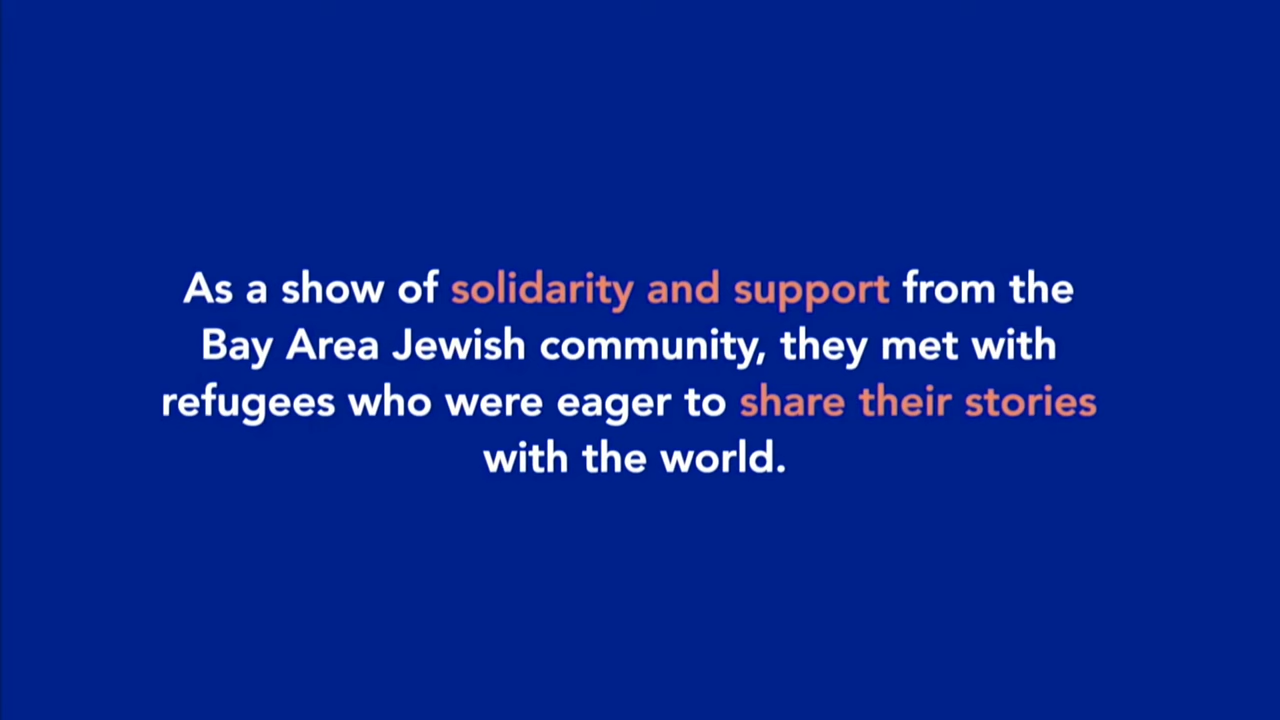 As a show of solidarity and support from the
Bay Area Jewish community, they met with
refugees who were eager to share their stories
with the world.